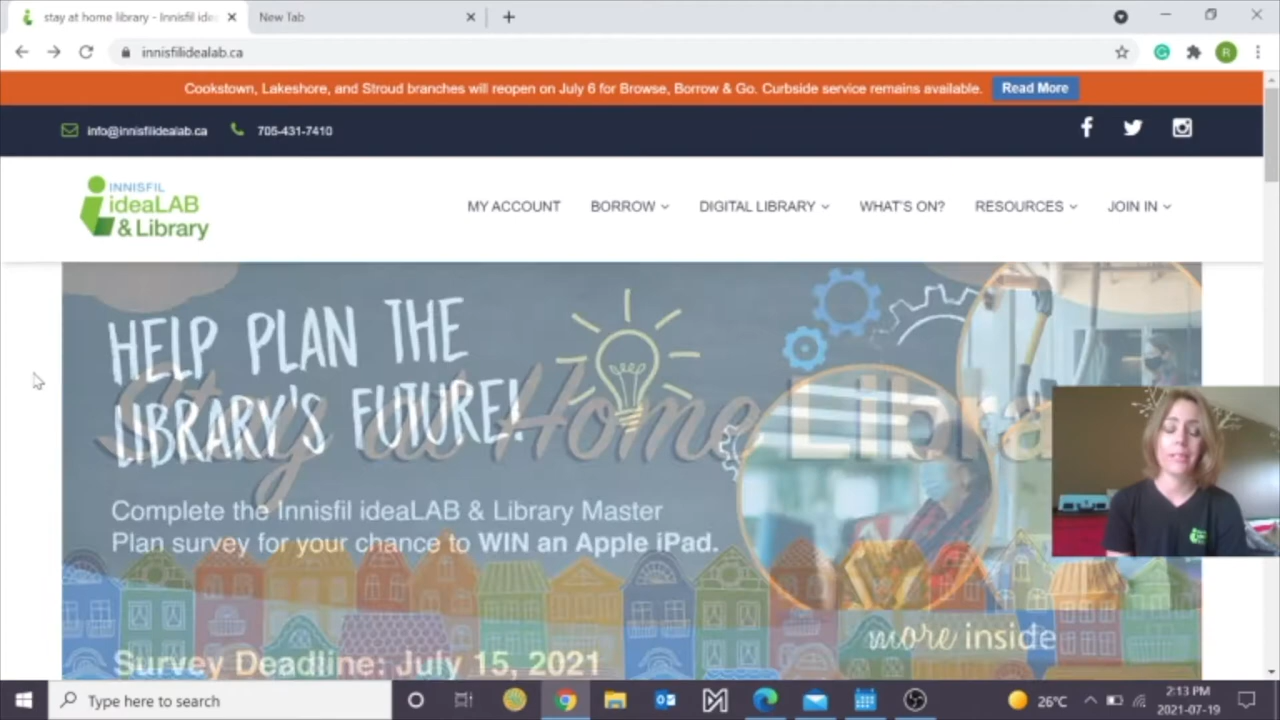 stay at home library - Innisfil ide
New Tab
innisfilidealab.ca
R
Cookstown, Lakeshore, and Stroud branches will reopen on July 6 for Browse, Borrow & Go. Curbside service remains available. Read More
info@innisfilidealab.ca 705-431-7410
INNISFIL
ideaLAB
& Library
MY ACCOUNT BORROW DIGITAL LIBRARY WHAT'S ON? RESOURCES JOIN IN
HELP PLAN THE
LIBRARY'S FUTURE!
Stay at Home Libra
Complete the Innisfil ideaLAB & Library Master
Plan survey for your chance to WIN an Apple iPad.
more inside
Survey Deadline: July 15, 2021
Type here to search
26°C
2:13 PM
2021-07-19